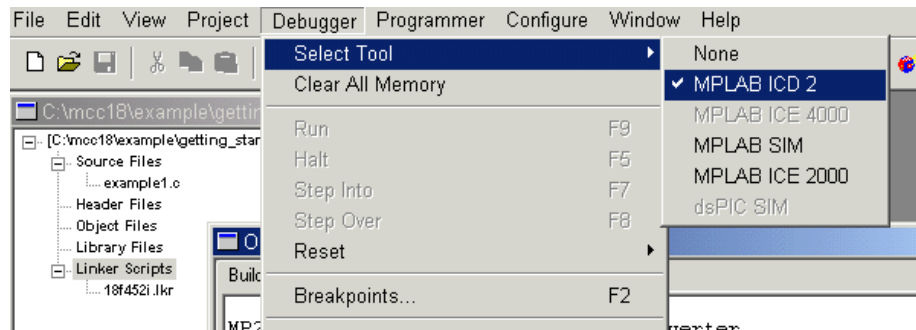 File Edit View Project Debugger Programmer Configure Window Help
Select Tool
None
Clear All Memory
MPLAB ICD 2
C:\mcc18\example\gettin
MPLAB ICE 4000
[C:\mcc18\example\getting_star
Run F9
MPLAB SIM
Source Files
Halt F5
MPLAB ICE 2000
example1.c
Step Into F7
dsPIC SIM
Header Files
Object Files
Step Over F8
Library Files
Reset
Linker Scripts
Build
18f452i.lkr
Breakpoints... F2
MP2
verter